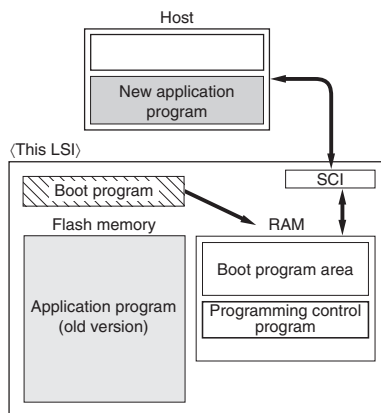 Host
New application
program
〈This LSI〉
SCI
Boot program
Flash memory
RAM
Boot program area
Application program
(old version)
Programming control
program